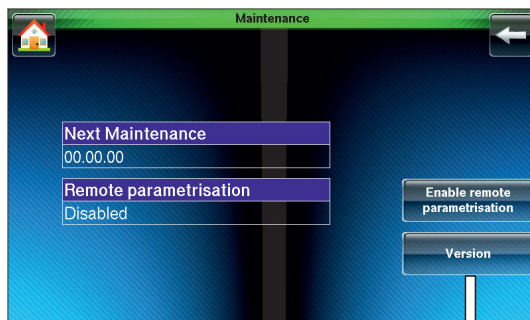 Maintenance
Next Maintenance
00.00.00
Remote parametrisation
Disabled
Enable remote
parametrisation
Version